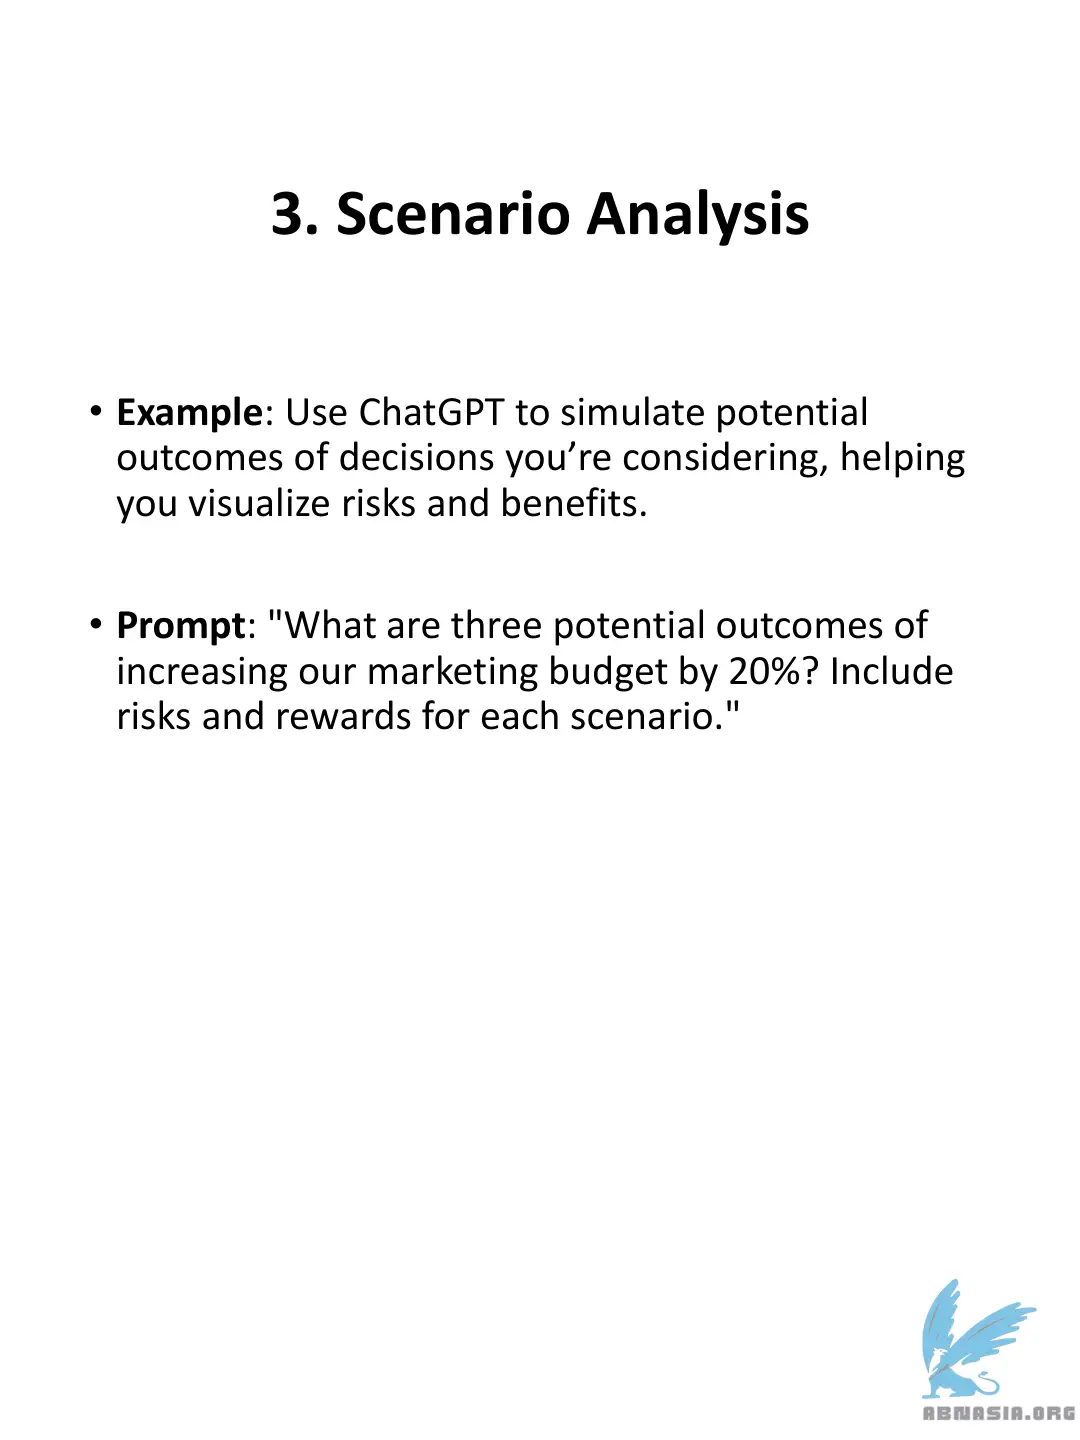 3. Scenario Analysis
• Example: Use ChatGPT to simulate potential
outcomes of decisions you’re considering, helping
you visualize risks and benefits.
• Prompt: "What are three potential outcomes of
increasing our marketing budget by 20%? Include
risks and rewards for each scenario."
ABNASIA.ORG